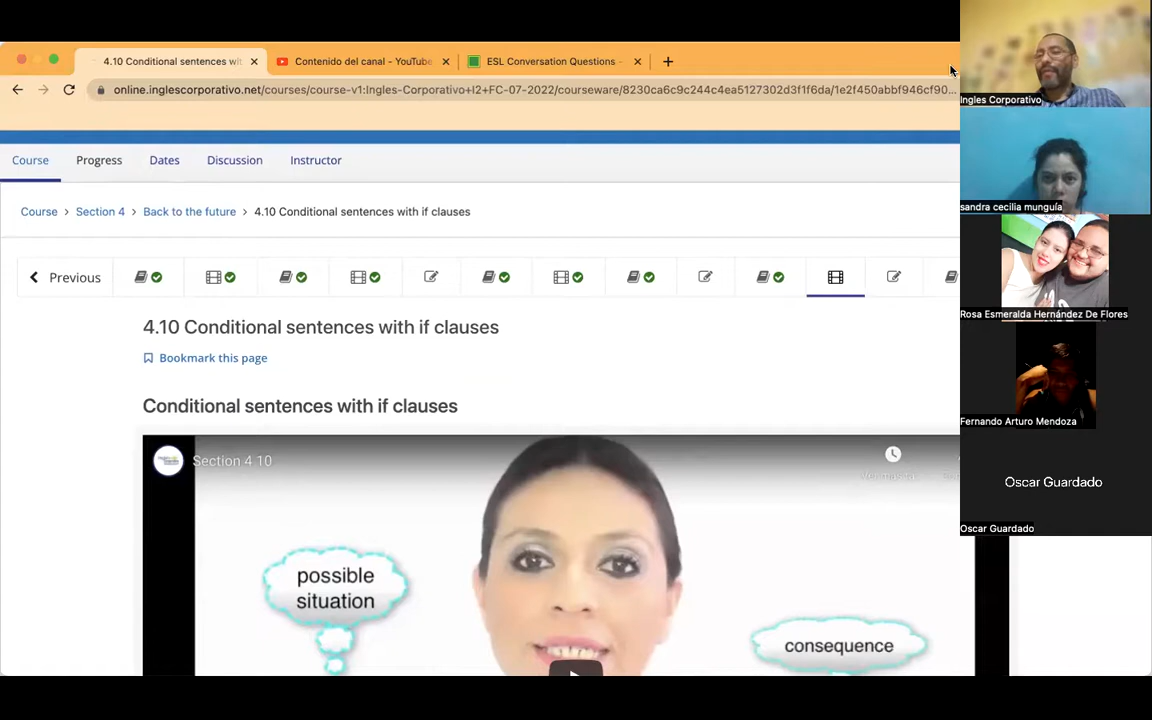 4.10 Conditional sentences wit
Contenido del canal - YouTube
ESL Conversation Questions -
online.inglescorporativo.net/courses/course-v1:Ingles-Corporativo+I2+FC-07-2022/courseware/8230ca6c9c244c4ea5127302d3f1f6da/1e2f450abbf946cf90...
Course
Progress
Dates
Discussion
Instructor
Course > Section 4 > Back to the future > 4.10 Conditional sentences with if clauses
Previous
4.10 Conditional sentences with if clauses
Bookmark this page
Conditional sentences with if clauses
Section 4 10
possible
situation
consequence
Ingles Corporativo
sandra cecilia munguía
Rosa Esmeralda Hernández De Flores
Fernando Arturo Mendoza
Oscar Guardado
Oscar Guardado